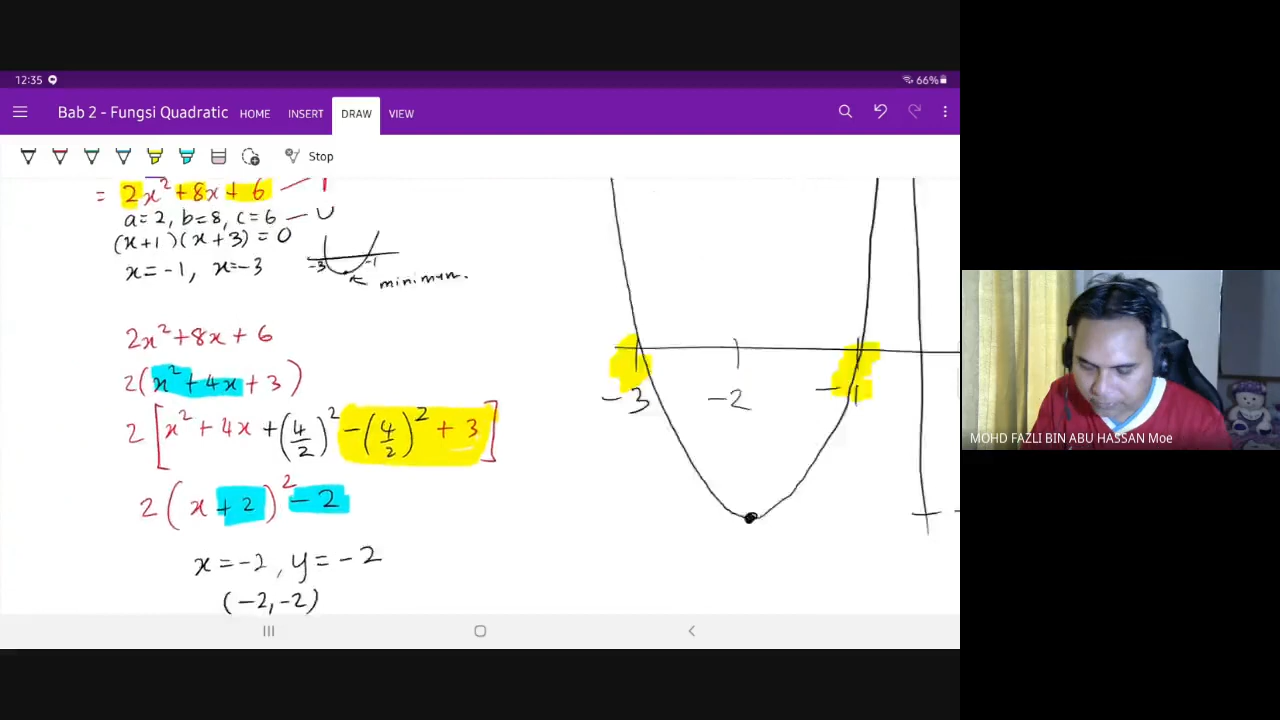 12:35 66%
Bab 2 - Fungsi Quadratic HOME INSERT DRAW VIEW
Stop
= 2x² + 8x + 6
a = 2, b = 8, c = 6
(x+1)(x+3) = 0
x = -1, x = -3
-3 -1
minimum.
2x² + 8x + 6
2(x² + 4x + 3)
2[x² + 4x + (4/2)² - (4/2)² + 3]
2(x + 2)² - 2
x = -2, y = -2
(-2, -2)
-3 -2 -1
MOHD FAZLI BIN ABU HASSAN Moe